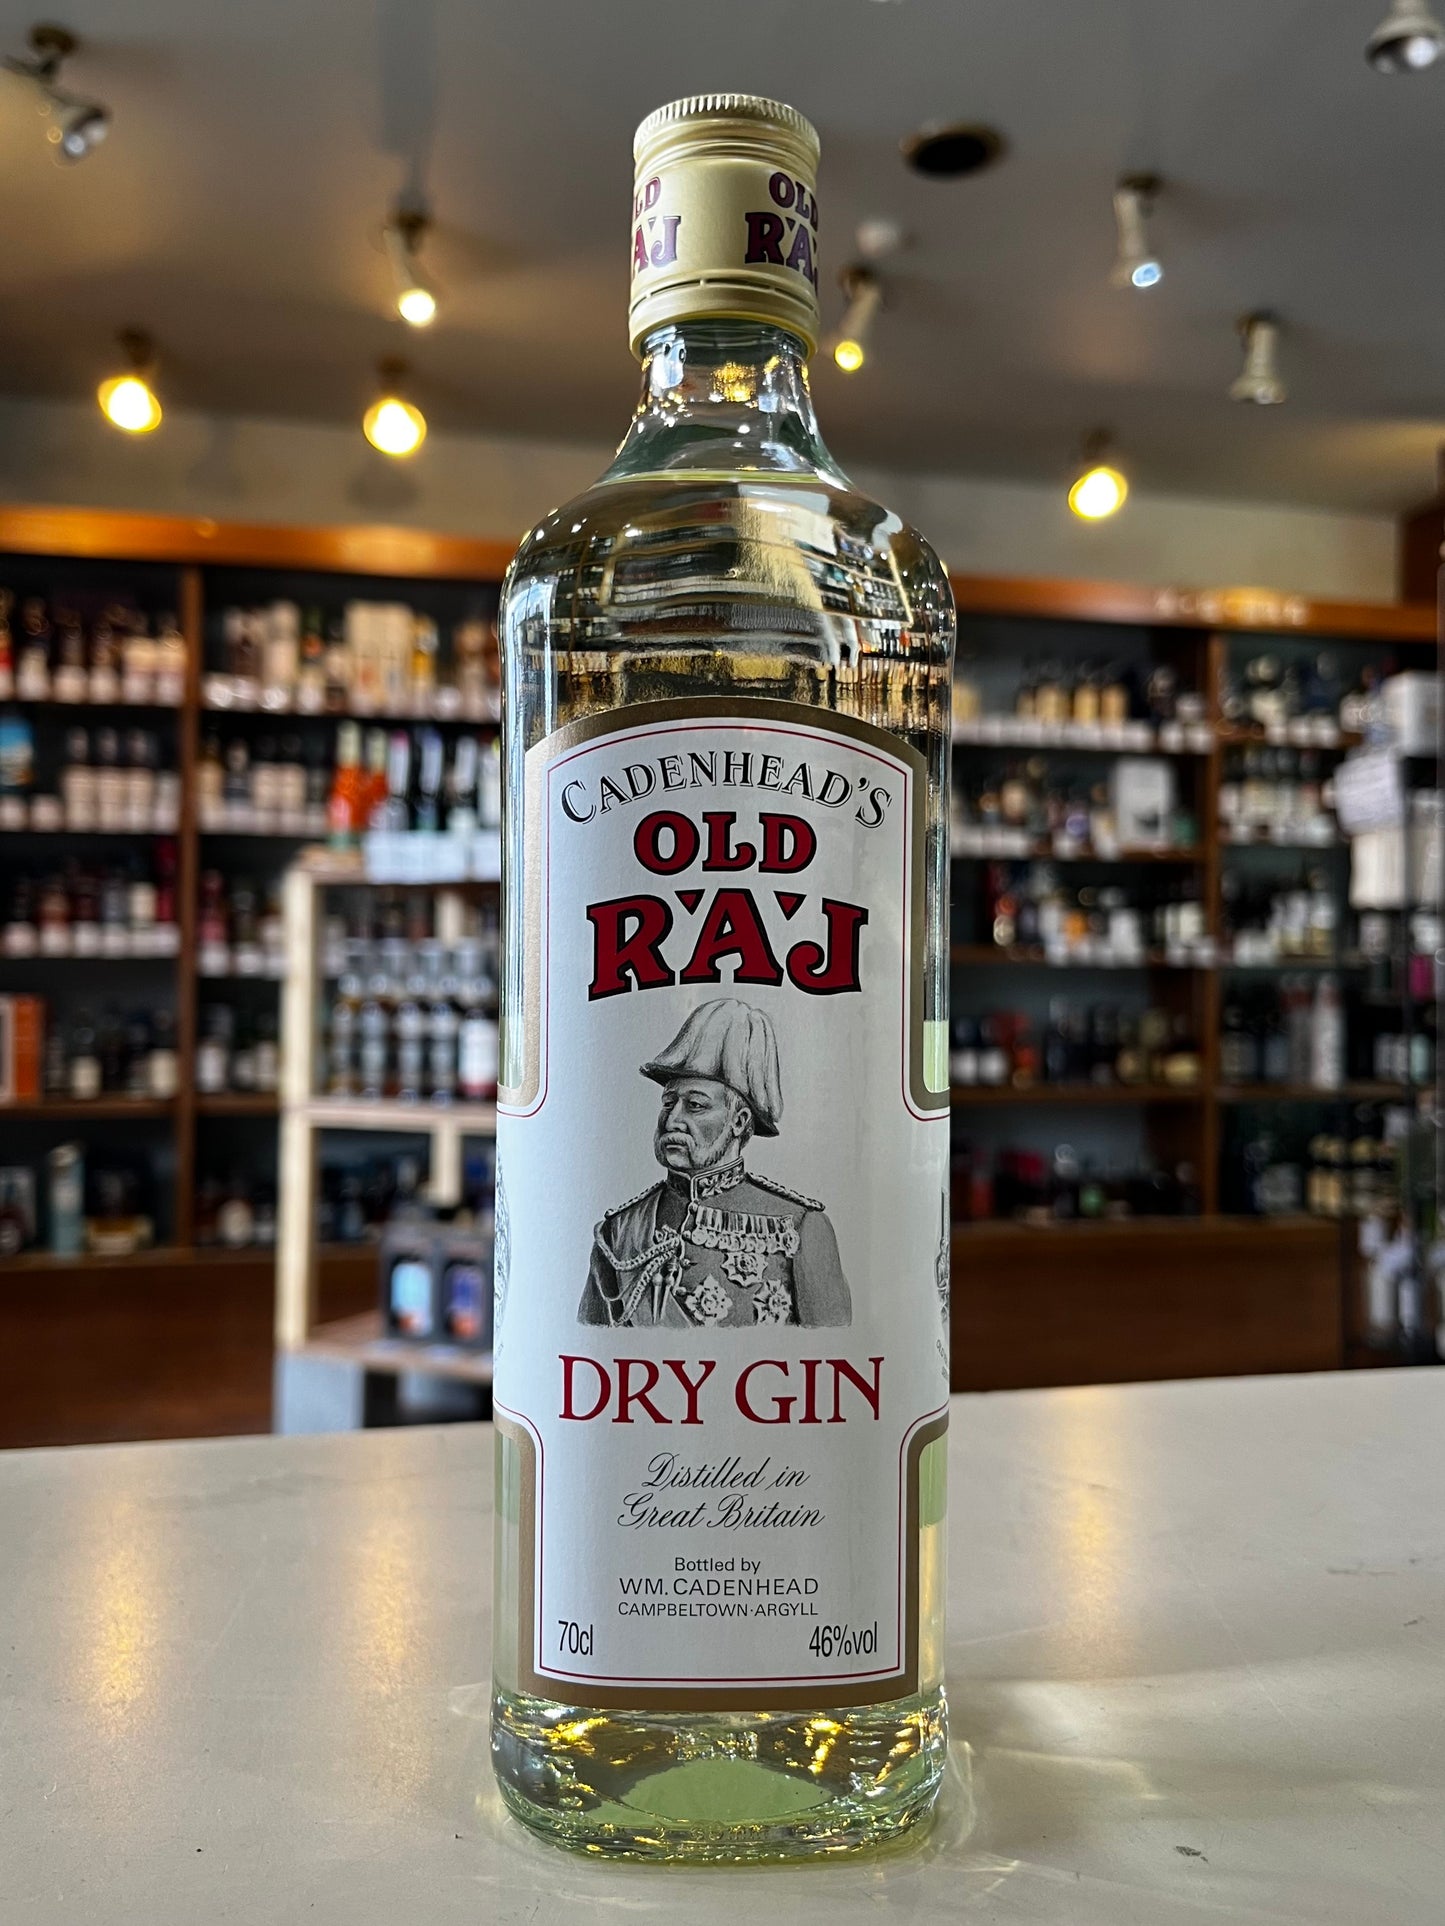 OLD
RAJ
CADENHEAD'S
OLD
RAJ
DRY GIN
Distilled in
Great Britain
Bottled by
WM. CADENHEAD
CAMPBELTOWN·ARGYLL
70cl
46%vol